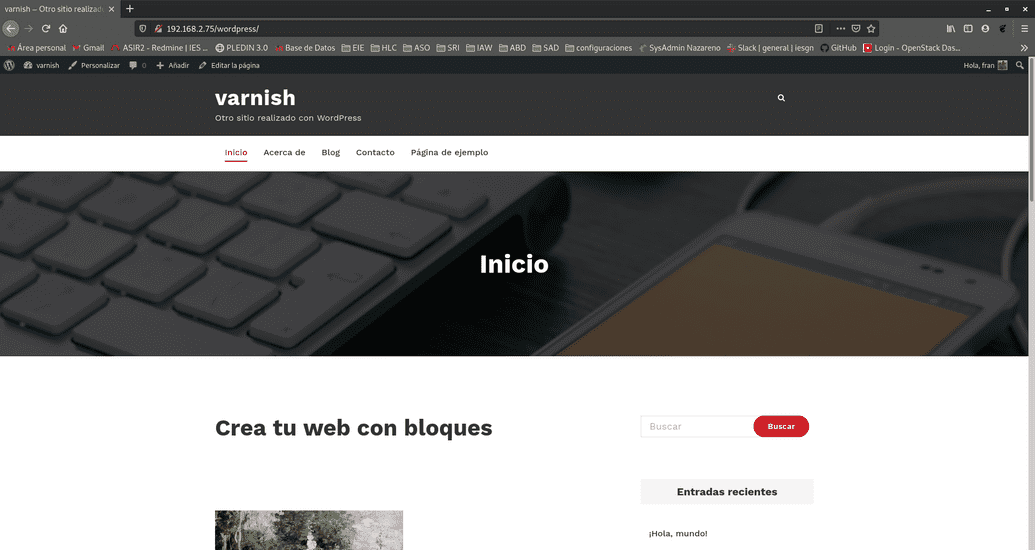 varnish – Otro sitio realizado
192.168.2.75/wordpress/
Área personal Gmail ASIR2 - Redmine | IES ... PLEDIN 3.0 Base de Datos EIE HLC ASO SRI IAW ABD SAD configuraciones SysAdmin Nazareno Slack | general | iesgn GitHub Login - OpenStack Das...
varnish Personalizar 0 Añadir Editar la página Hola, fran
varnish
Otro sitio realizado con WordPress
Inicio Acerca de Blog Contacto Página de ejemplo
Inicio
Crea tu web con bloques
Buscar Buscar
Entradas recientes
¡Hola, mundo!